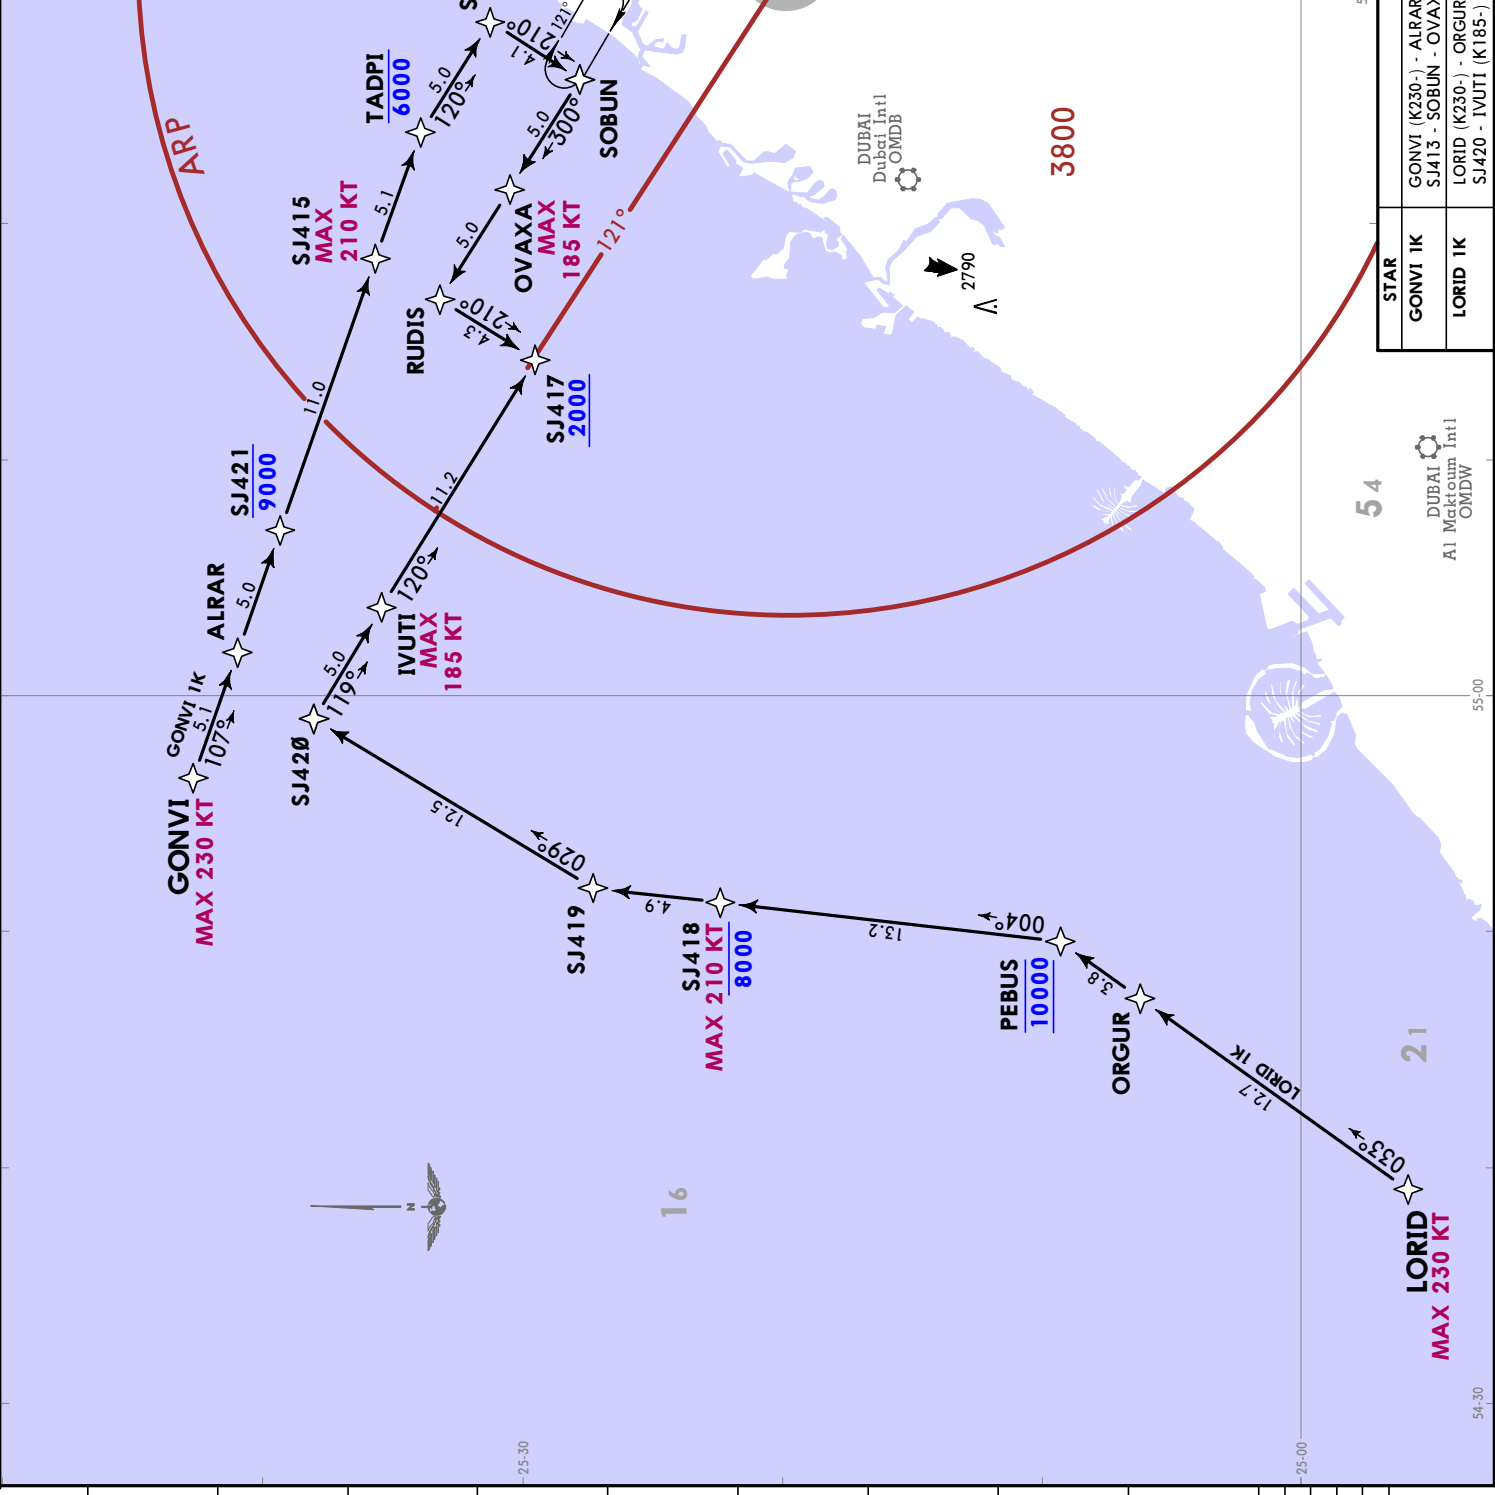 ARP
TADPI
6000
5.0
120°
4.1
210°
121°
SOBUN
5.0
300°
SJ415
MAX
210 KT
5.1
OVAXA
MAX
185 KT
5.0
121°
RUDIS
4.3
210°
SJ417
2000
11.0
SJ421
9000
11.2
120°
ALRAR
5.0
IVUTI
MAX
185 KT
5.0
119°
GONVI 1K
5.1
107°
GONVI
MAX 230 KT
SJ42Ø
12.5
029°
SJ419
4.9
SJ418
MAX 210 KT
8000
13.2
004°
PEBUS
10000
3.8
ORGUR
LORID 1K
12.7
033°
LORID
MAX 230 KT
DUBAI
Dubai Intl
OMDB
3800
2790
DUBAI
Al Maktoum Intl
OMDW
54
21
16
N
25-30
25-00
55-00
54-30
STAR
GONVI 1K
GONVI (K230-) - ALRAR
SJ413 - SOBUN - OVAX
LORID 1K
LORID (K230-) - ORGUR
SJ420 - IVUTI (K185-)